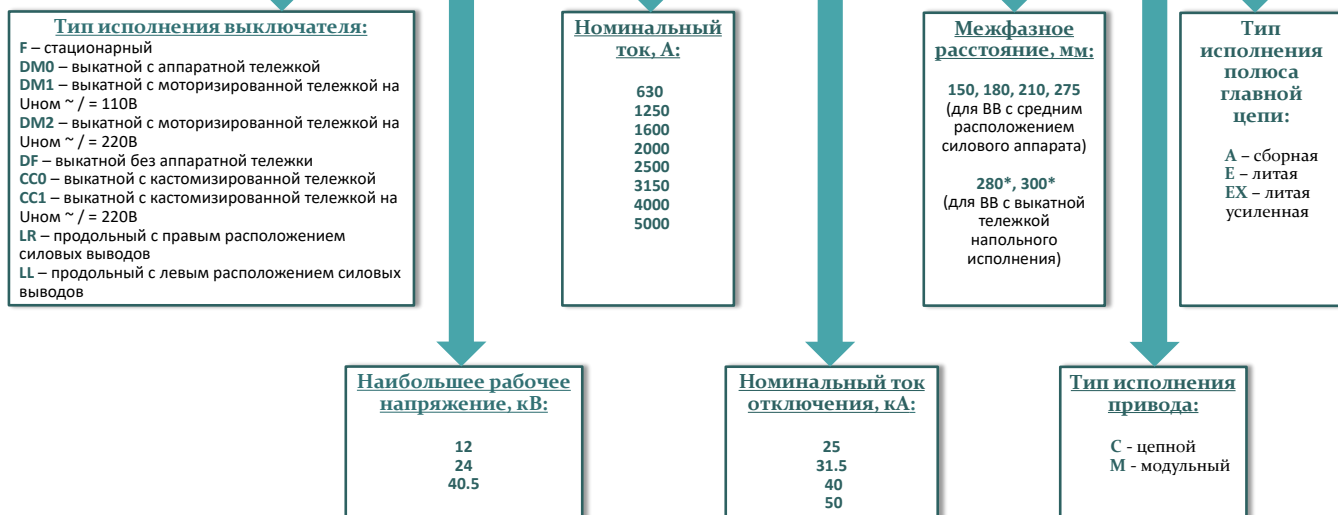 Тип исполнения выключателя:
F – стационарный
DM0 – выкатной с аппаратной тележкой
DM1 – выкатной с моторизированной тележкой на
Uном ~ / = 110В
DM2 – выкатной с моторизированной тележкой на
Uном ~ / = 220В
DF – выкатной без аппаратной тележки
CC0 – выкатной с кастомизированной тележкой
CC1 – выкатной с кастомизированной тележкой на
Uном ~ / = 220В
LR – продольный с правым расположением
силовых выводов
LL – продольный с левым расположением силовых
выводов
Номинальный
ток, А:
630
1250
1600
2000
2500
3150
4000
5000
Межфазное
расстояние, мм:
150, 180, 210, 275
(для ВВ с средним
расположением
силового аппарата)
280*, 300*
(для ВВ с выкатной
тележкой
напольного
исполнения)
Тип
исполнения
полюса
главной
цепи:
A – сборная
E – литая
EX – литая
усиленная
Наибольшее рабочее
напряжение, кВ:
12
24
40.5
Номинальный ток
отключения, кА:
25
31.5
40
50
Тип исполнения
привода:
C - цепной
M - модульный